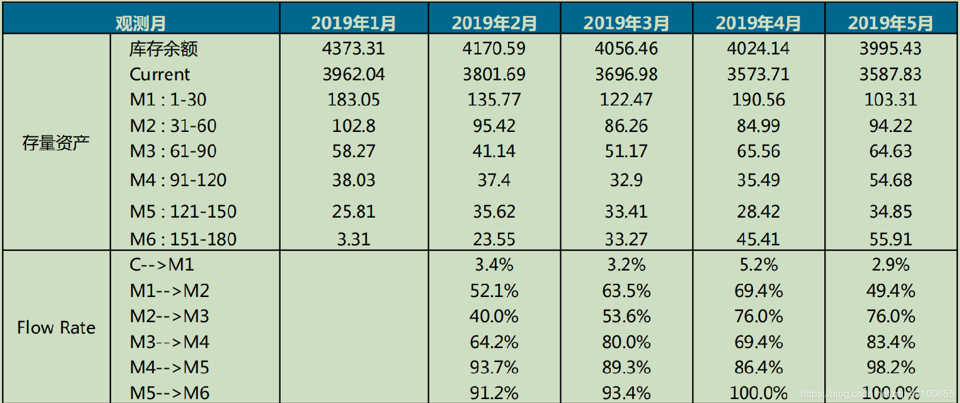 观测月 2019年1月 2019年2月 2019年3月 2019年4月 2019年5月
存量资产
库存余额 4373.31 4170.59 4056.46 4024.14 3995.43
Current 3962.04 3801.69 3696.98 3573.71 3587.83
M1 : 1-30 183.05 135.77 122.47 190.56 103.31
M2 : 31-60 102.8 95.42 86.26 84.99 94.22
M3 : 61-90 58.27 41.14 51.17 65.56 64.63
M4 : 91-120 38.03 37.4 32.9 35.49 54.68
M5 : 121-150 25.81 35.62 33.41 28.42 34.85
M6 : 151-180 3.31 23.55 33.27 45.41 55.91
Flow Rate
C-->M1 3.4% 3.2% 5.2% 2.9%
M1-->M2 52.1% 63.5% 69.4% 49.4%
M2-->M3 40.0% 53.6% 76.0% 76.0%
M3-->M4 64.2% 80.0% 69.4% 83.4%
M4-->M5 93.7% 89.3% 86.4% 98.2%
M5-->M6 91.2% 93.4% 100.0% 100.0%